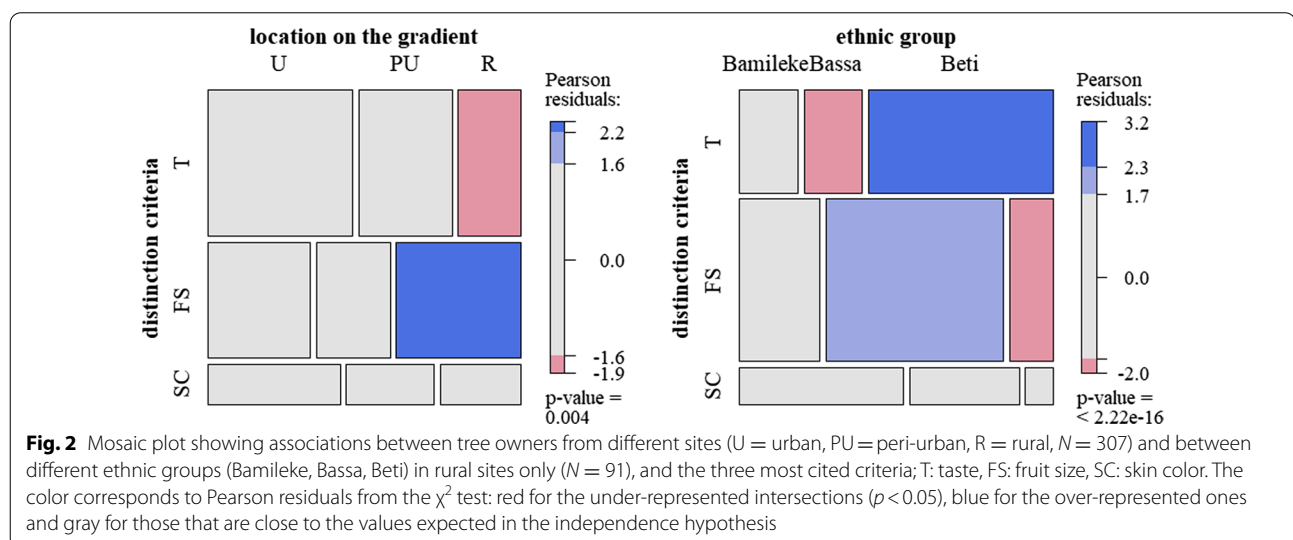 location on the gradient
U PU R
distinction criteria
T
FS
SC
Pearson
residuals:
2.2
1.6
0.0
-1.6
-1.9
p-value =
0.004
ethnic group
Bamileke Bassa Beti
distinction criteria
T
FS
SC
Pearson
residuals:
3.2
2.3
1.7
0.0
-2.0
p-value =
< 2.22e-16
Fig. 2 Mosaic plot showing associations between tree owners from different sites (U = urban, PU = peri-urban, R = rural, N = 307) and between
different ethnic groups (Bamileke, Bassa, Beti) in rural sites only (N = 91), and the three most cited criteria; T: taste, FS: fruit size, SC: skin color. The
color corresponds to Pearson residuals from the χ² test: red for the under-represented intersections (p < 0.05), blue for the over-represented ones
and gray for those that are close to the values expected in the independence hypothesis